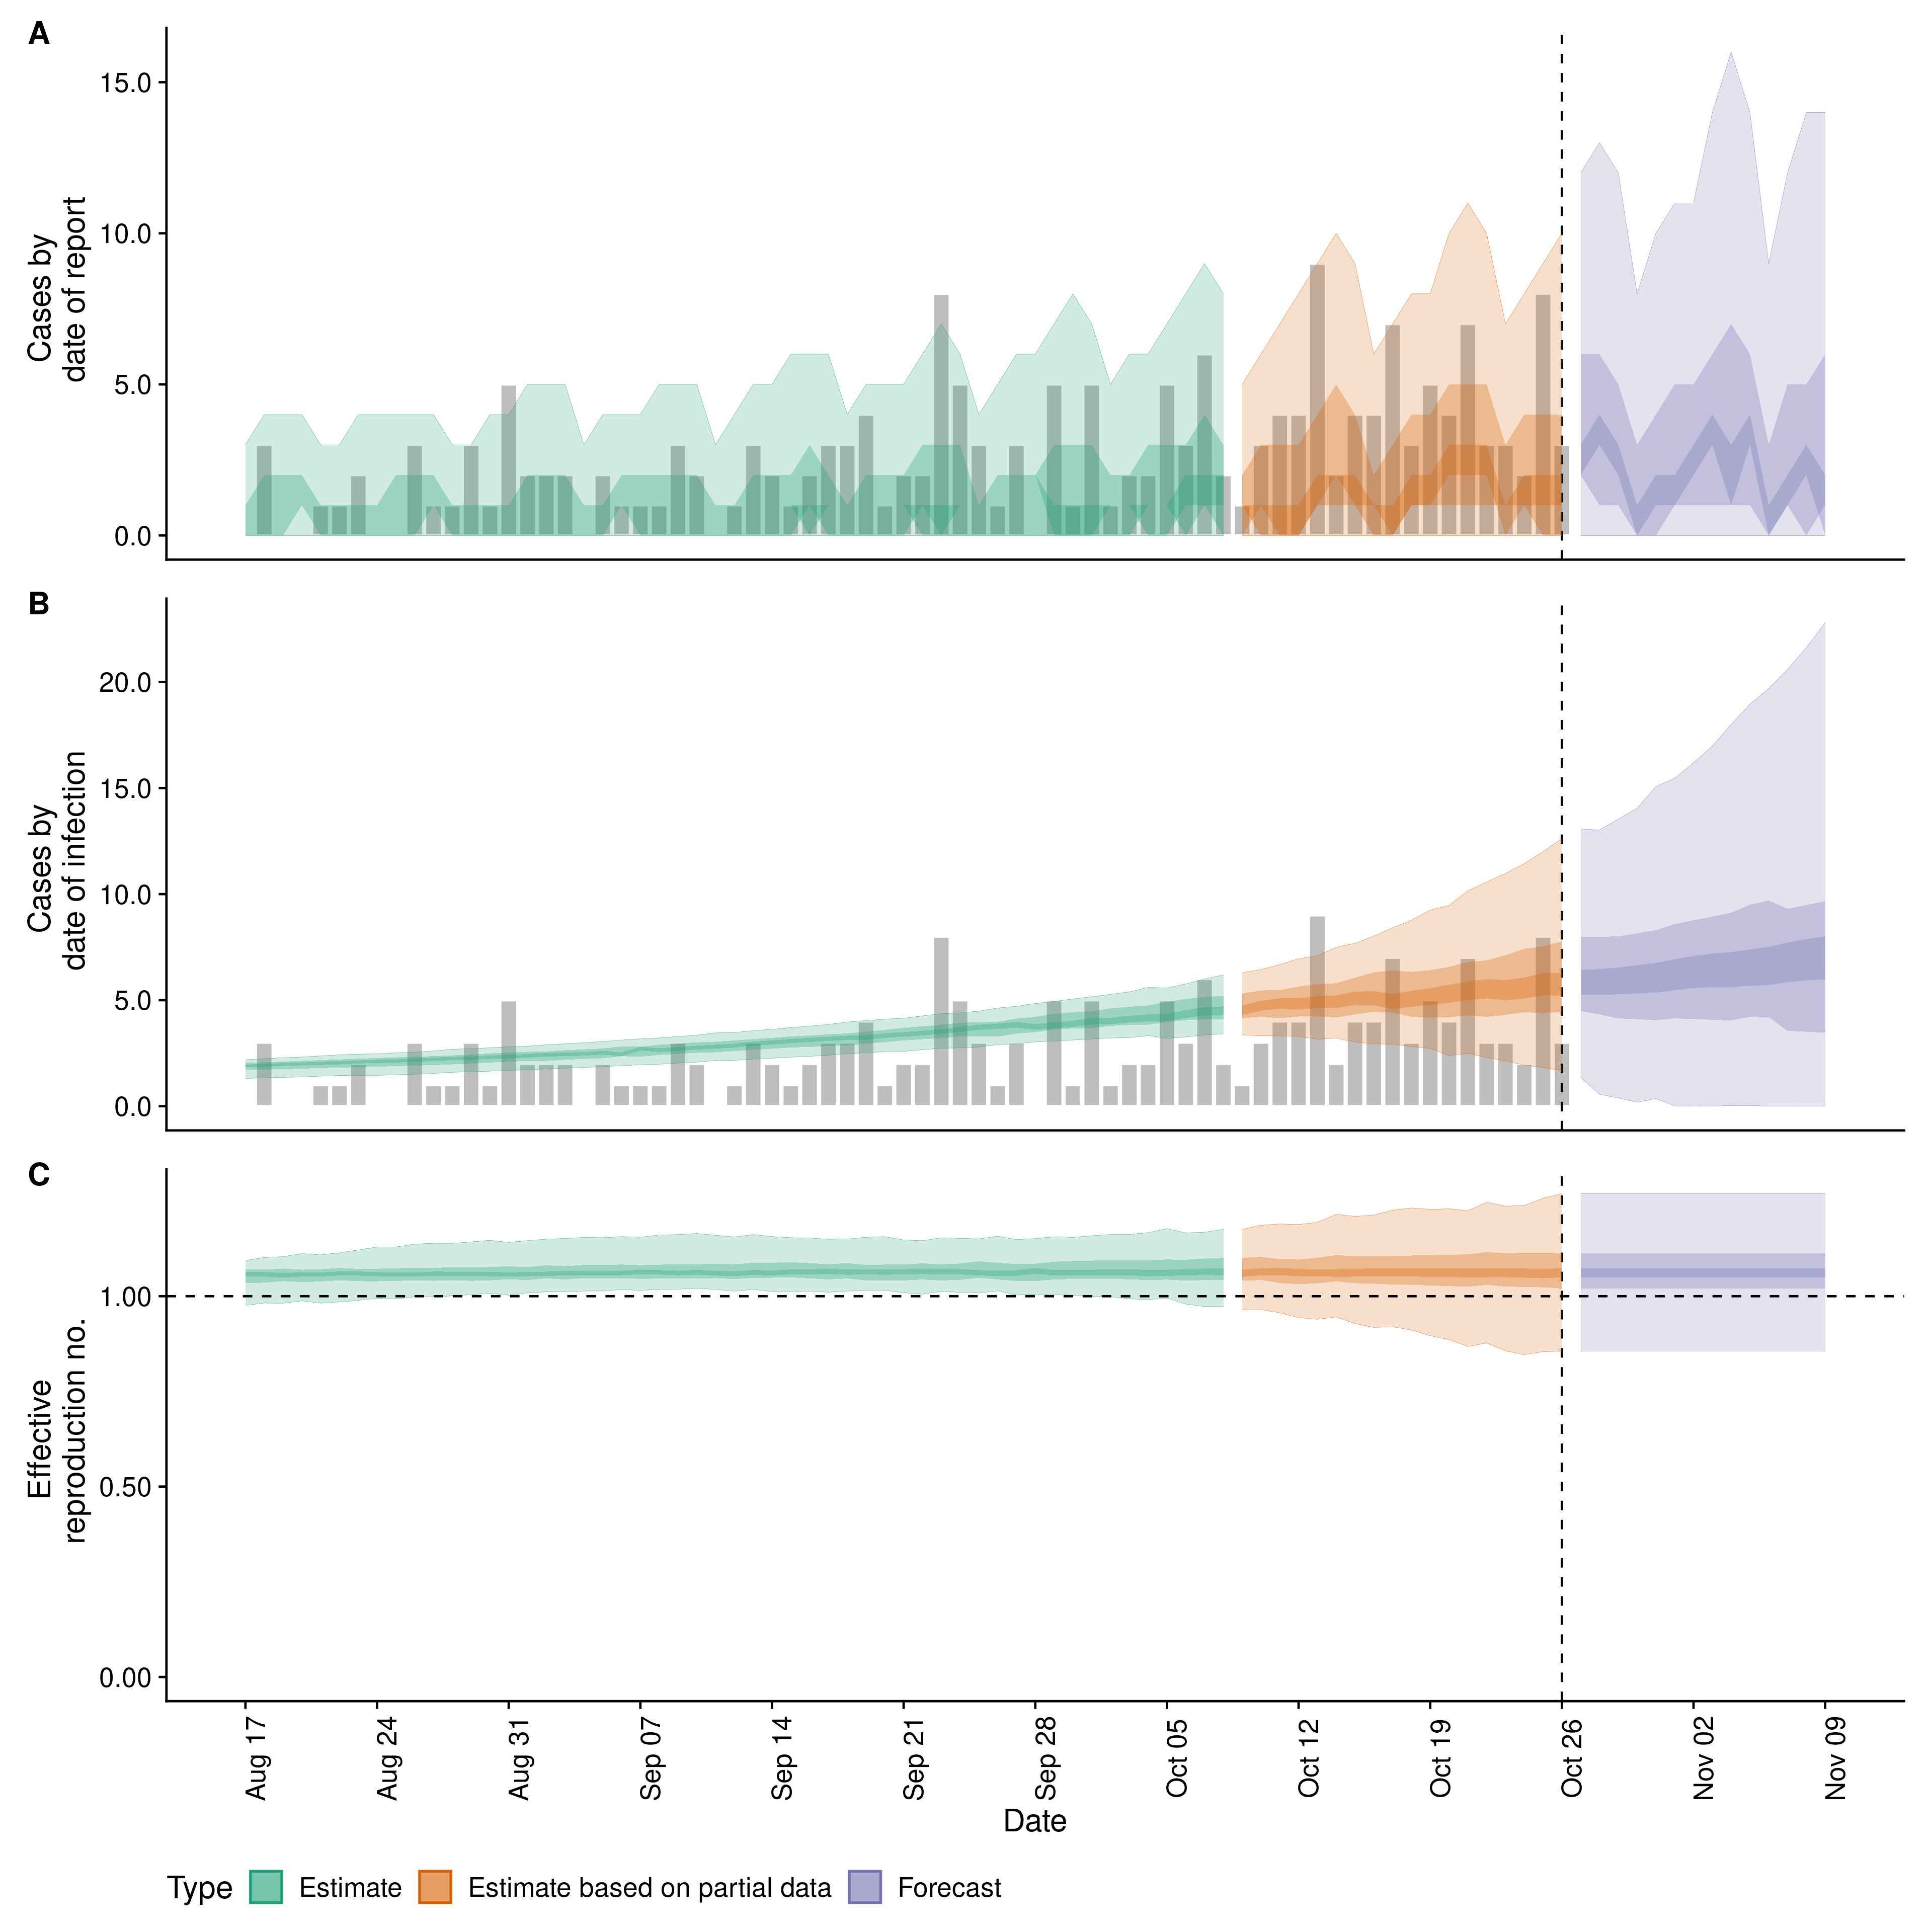 A
Cases by
date of report
15.0
10.0
5.0
0.0
B
Cases by
date of infection
20.0
15.0
10.0
5.0
0.0
C
Effective
reproduction no.
1.00
0.50
0.00
Aug 17
Aug 24
Aug 31
Sep 07
Sep 14
Sep 21
Sep 28
Oct 05
Oct 12
Oct 19
Oct 26
Nov 02
Nov 09
Date
Type Estimate Estimate based on partial data Forecast